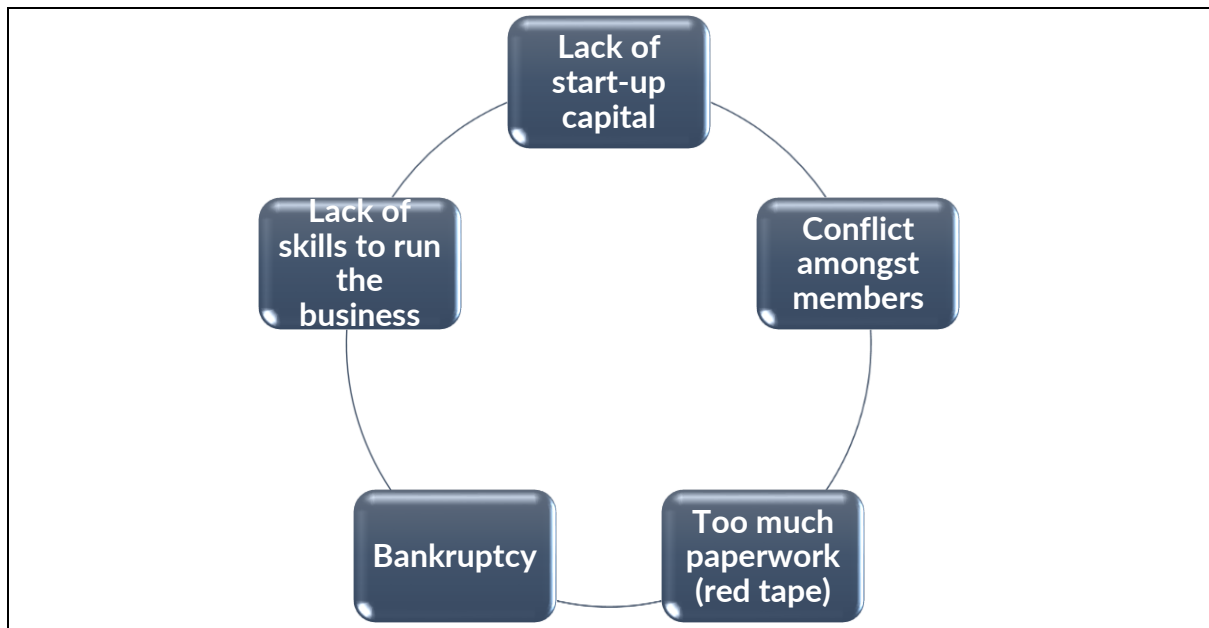 Lack of
start-up
capital
Conflict
amongst
members
Too much
paperwork
(red tape)
Bankruptcy
Lack of
skills to run
the
business